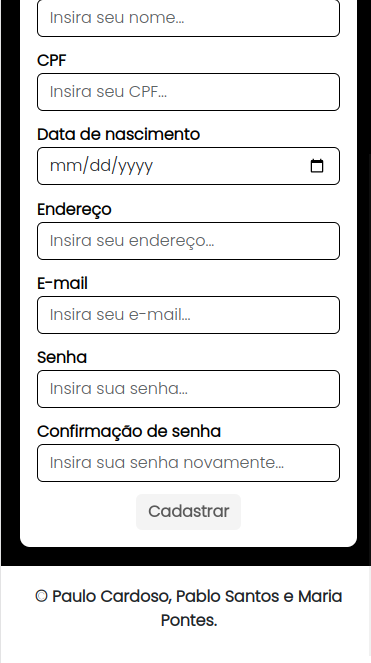 Insira seu nome...
CPF
Insira seu CPF...
Data de nascimento
mm/dd/yyyy
Endereço
Insira seu endereço...
E-mail
Insira seu e-mail...
Senha
Insira sua senha...
Confirmação de senha
Insira sua senha novamente...
Cadastrar
© Paulo Cardoso, Pablo Santos e Maria
Pontes.